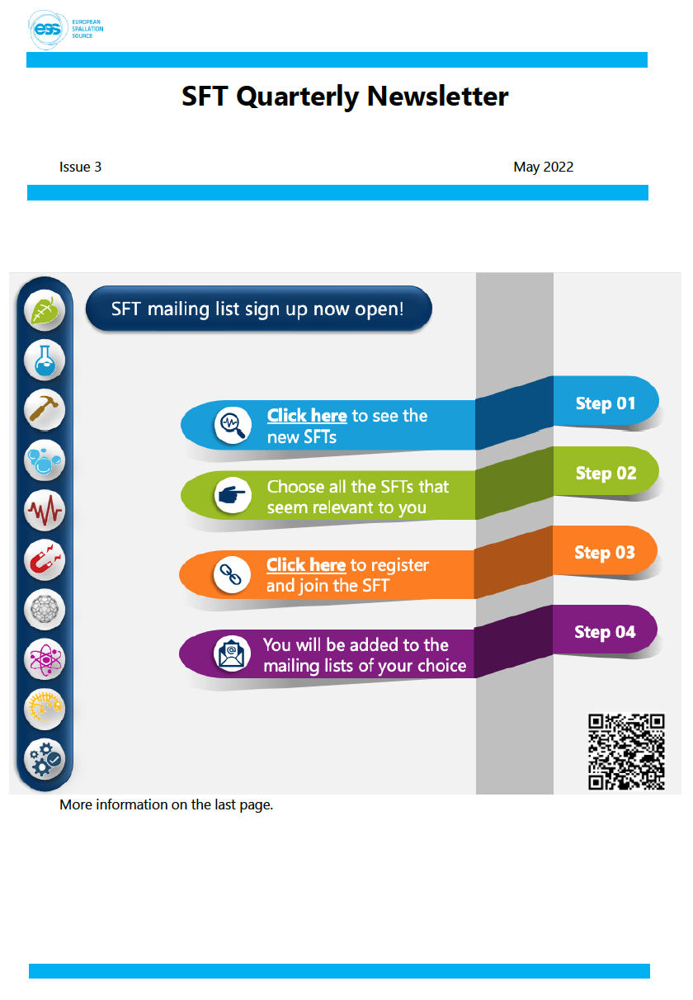 ess
EUROPEAN
SPALLATION
SOURCE
SFT Quarterly Newsletter
Issue 3 May 2022
SFT mailing list sign up now open!
Step 01
Click here to see the
new SFTs
Step 02
Choose all the SFTs that
seem relevant to you
Step 03
Click here to register
and join the SFT
Step 04
You will be added to the
mailing lists of your choice
@
More information on the last page.